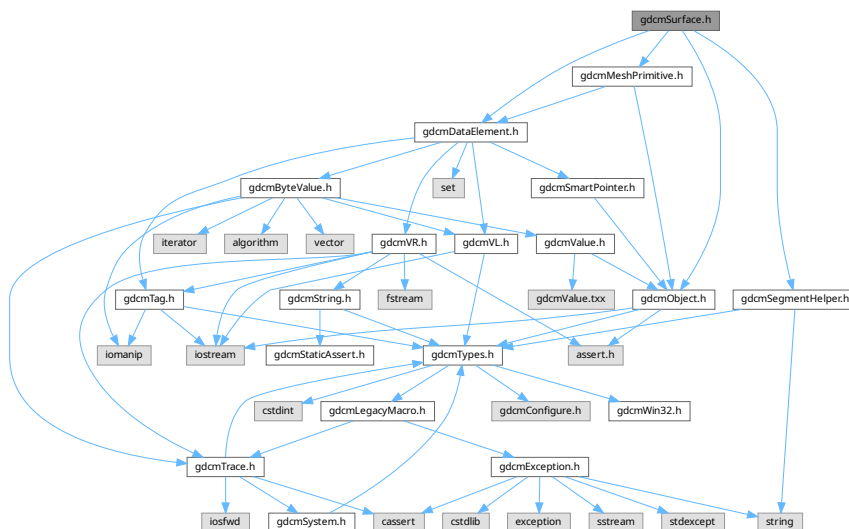 gdcmSurface.h
gdcmMeshPrimitive.h
gdcmDataElement.h
gdcmByteValue.h
set
gdcmSmartPointer.h
iterator
algorithm
vector
gdcmVR.h
gdcmVL.h
gdcmValue.h
gdcmTag.h
gdcmString.h
fstream
gdcmValue.txx
gdcmObject.h
gdcmSegmentHelper.h
iomanip
iostream
gdcmStaticAssert.h
gdcmTypes.h
assert.h
cstdint
gdcmLegacyMacro.h
gdcmConfigure.h
gdcmWin32.h
gdcmTrace.h
gdcmException.h
iosfwd
gdcmSystem.h
cassert
cstdlib
exception
sstream
stdexcept
string